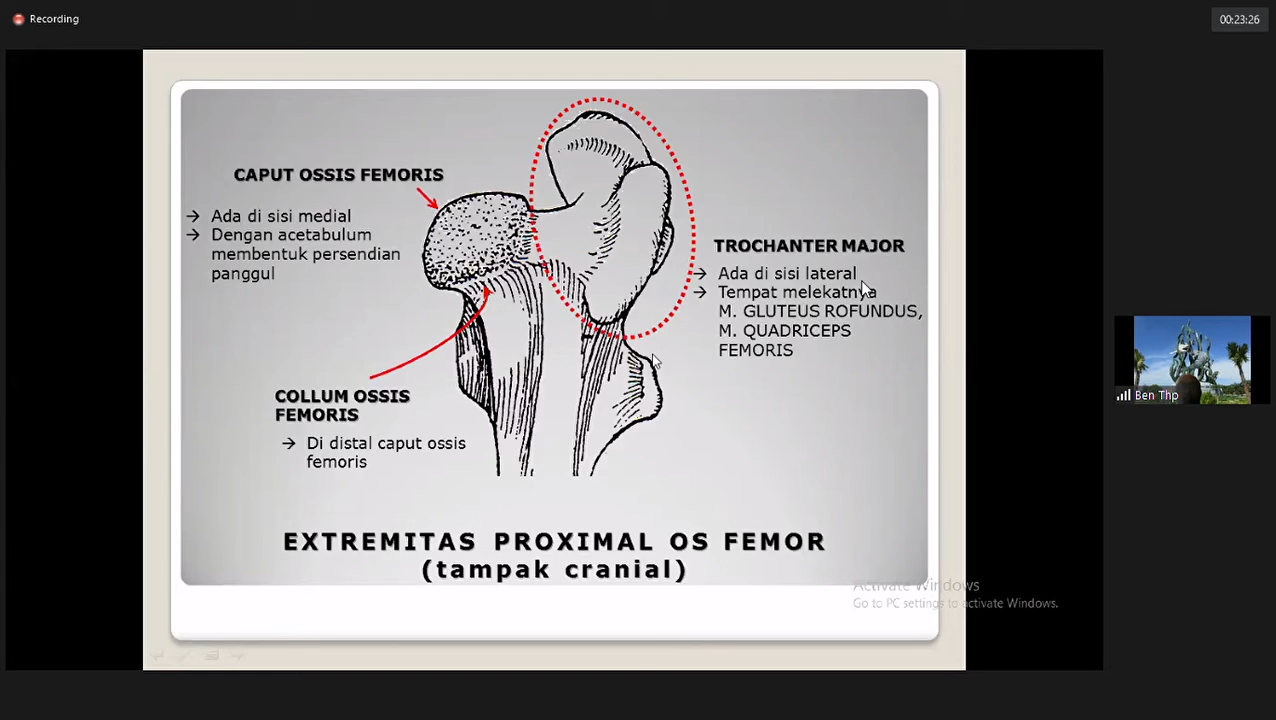 Recording
00:23:26
CAPUT OSSIS FEMORIS
→ Ada di sisi medial
→ Dengan acetabulum
membentuk persendian
panggul
TROCHANTER MAJOR
→ Ada di sisi lateral
→ Tempat melekatnya
M. GLUTEUS ROFUNDUS,
M. QUADRICEPS
FEMORIS
COLLUM OSSIS
FEMORIS
→ Di distal caput ossis
femoris
EXTREMITAS PROXIMAL OS FEMOR
(tampak cranial)
Activate Windows
Go to PC settings to activate Windows.
Ben Thp